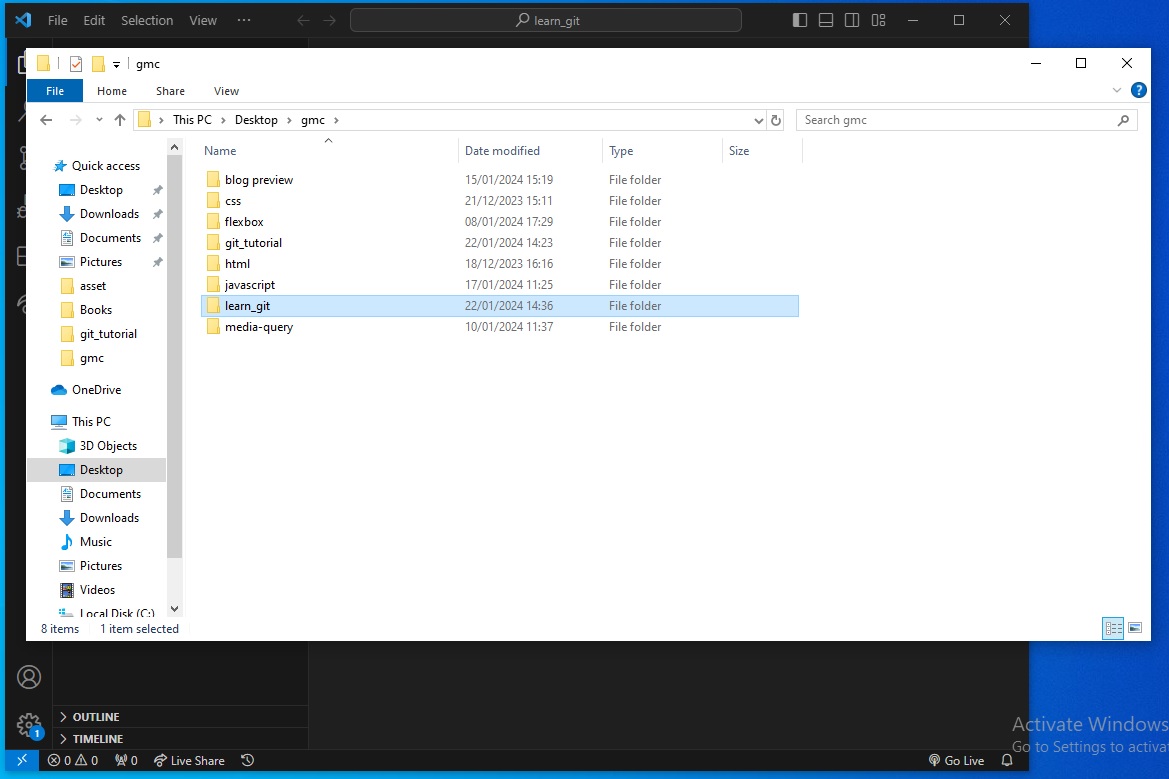 File Edit Selection View ··· learn_git
gmc
File Home Share View
This PC Desktop gmc Search gmc
Name Date modified Type Size
Quick access
Desktop
Downloads
Documents
Pictures
asset
Books
git_tutorial
gmc
OneDrive
This PC
3D Objects
Desktop
Documents
Downloads
Music
Pictures
Videos
Local Disk (C:)
blog preview 15/01/2024 15:19 File folder
css 21/12/2023 15:11 File folder
flexbox 08/01/2024 17:29 File folder
git_tutorial 22/01/2024 14:23 File folder
html 18/12/2023 16:16 File folder
javascript 17/01/2024 11:25 File folder
learn_git 22/01/2024 14:36 File folder
media-query 10/01/2024 11:37 File folder
8 items 1 item selected
OUTLINE
1
TIMELINE
0 0 0 Live Share Go Live
Activate Windows
Go to Settings to activa